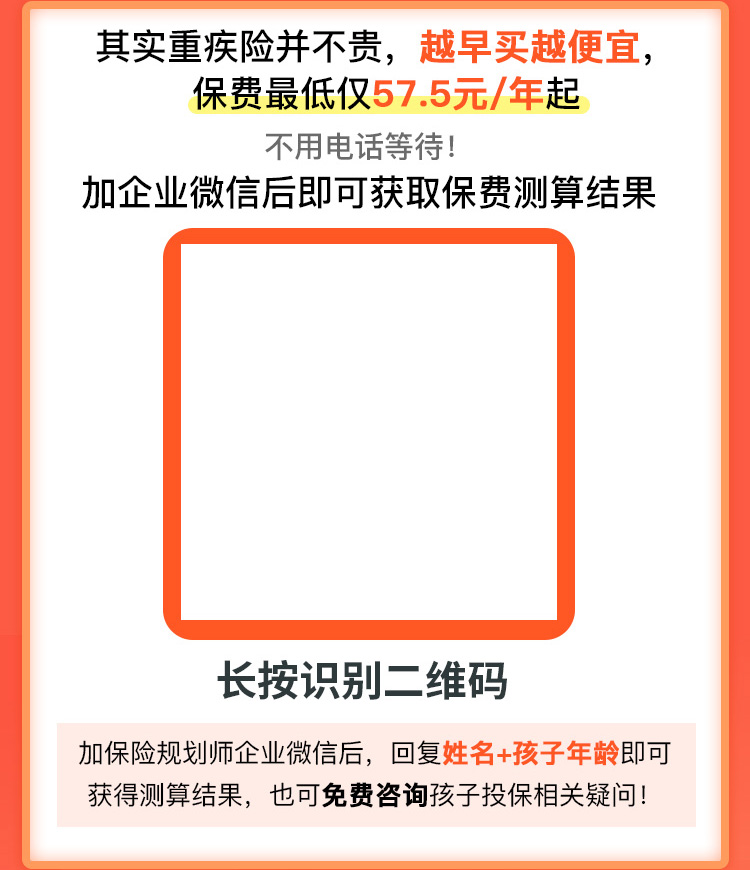 其实重疾险并不贵，越早买越便宜，
保费最低仅57.5元/年起
不用电话等待！
加企业微信后即可获取保费测算结果
长按识别二维码
加保险规划师企业微信后，回复姓名+孩子年龄即可
获得测算结果，也可免费咨询孩子投保相关疑问！